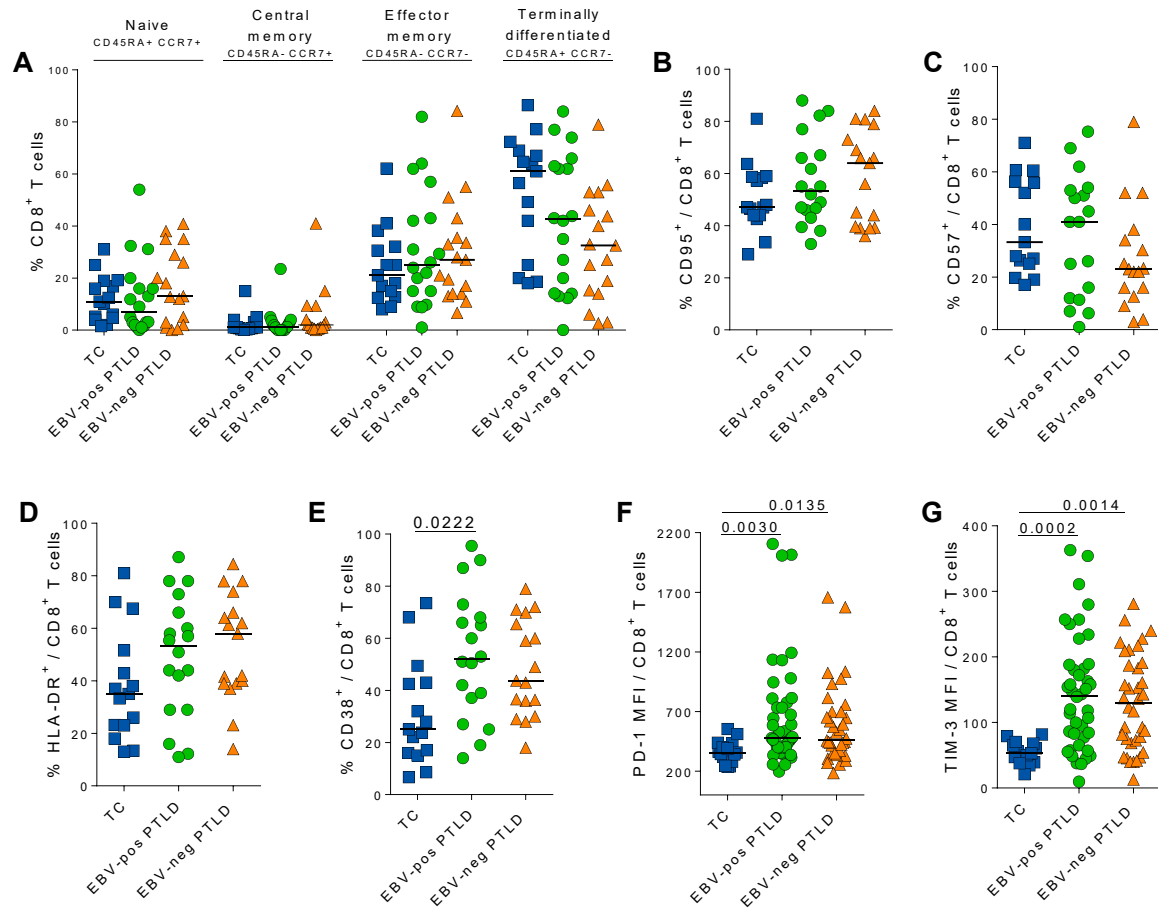 Naive
CD45RA+ CCR7+
Central
memory
CD45RA- CCR7+
Effector
memory
CD45RA- CCR7-
Terminally
differentiated
CD45RA+ CCR7-
A
% CD8+ T cells
100
80
60
40
20
0
TC
EBV-pos PTLD
EBV-neg PTLD
TC
EBV-pos PTLD
EBV-neg PTLD
TC
EBV-pos PTLD
EBV-neg PTLD
TC
EBV-pos PTLD
EBV-neg PTLD
B
% CD95+ / CD8+ T cells
100
80
60
40
20
0
TC
EBV-pos PTLD
EBV-neg PTLD
C
% CD57+ / CD8+ T cells
100
80
60
40
20
0
TC
EBV-pos PTLD
EBV-neg PTLD
D
% HLA-DR+ / CD8+ T cells
100
80
60
40
20
0
TC
EBV-pos PTLD
EBV-neg PTLD
E
0.0222
% CD38+ / CD8+ T cells
100
80
60
40
20
0
TC
EBV-pos PTLD
EBV-neg PTLD
F
0.0135
0.0030
PD-1 MFI / CD8+ T cells
2200
1700
1200
700
200
TC
EBV-pos PTLD
EBV-neg PTLD
G
0.0014
0.0002
TIM-3 MFI / CD8+ T cells
400
300
200
100
0
TC
EBV-pos PTLD
EBV-neg PTLD